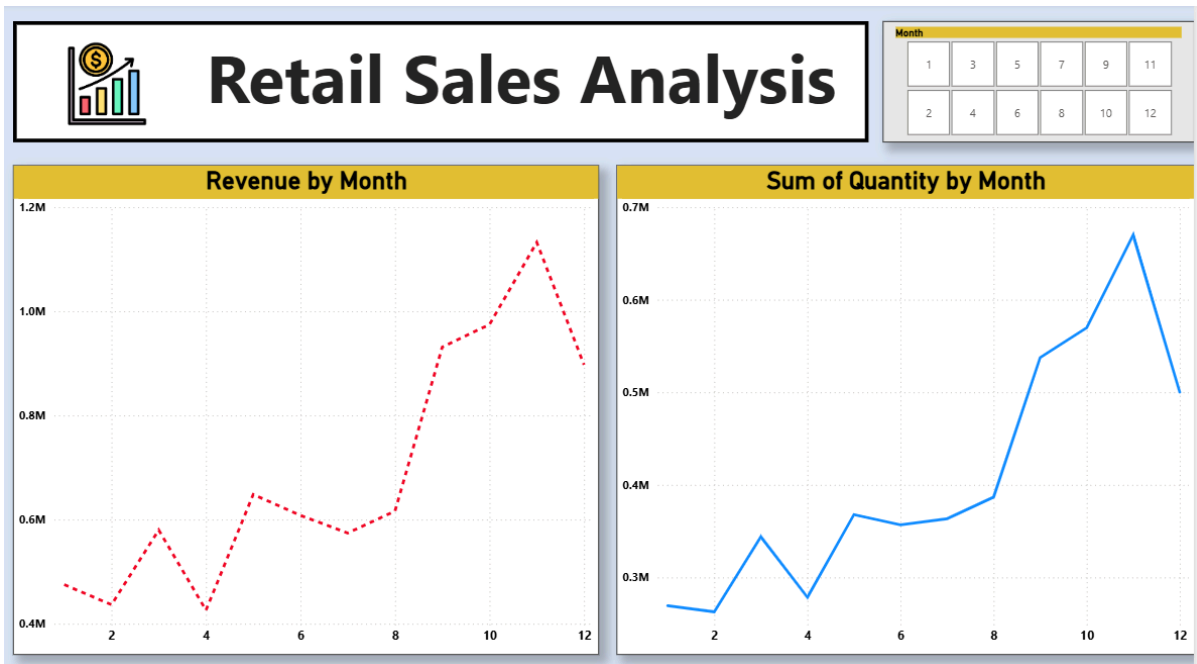 $
Retail Sales Analysis
Month
1 3 5 7 9 11
2 4 6 8 10 12
Revenue by Month
1.2M
1.0M
0.8M
0.6M
0.4M
2 4 6 8 10 12
Sum of Quantity by Month
0.7M
0.6M
0.5M
0.4M
0.3M
2 4 6 8 10 12